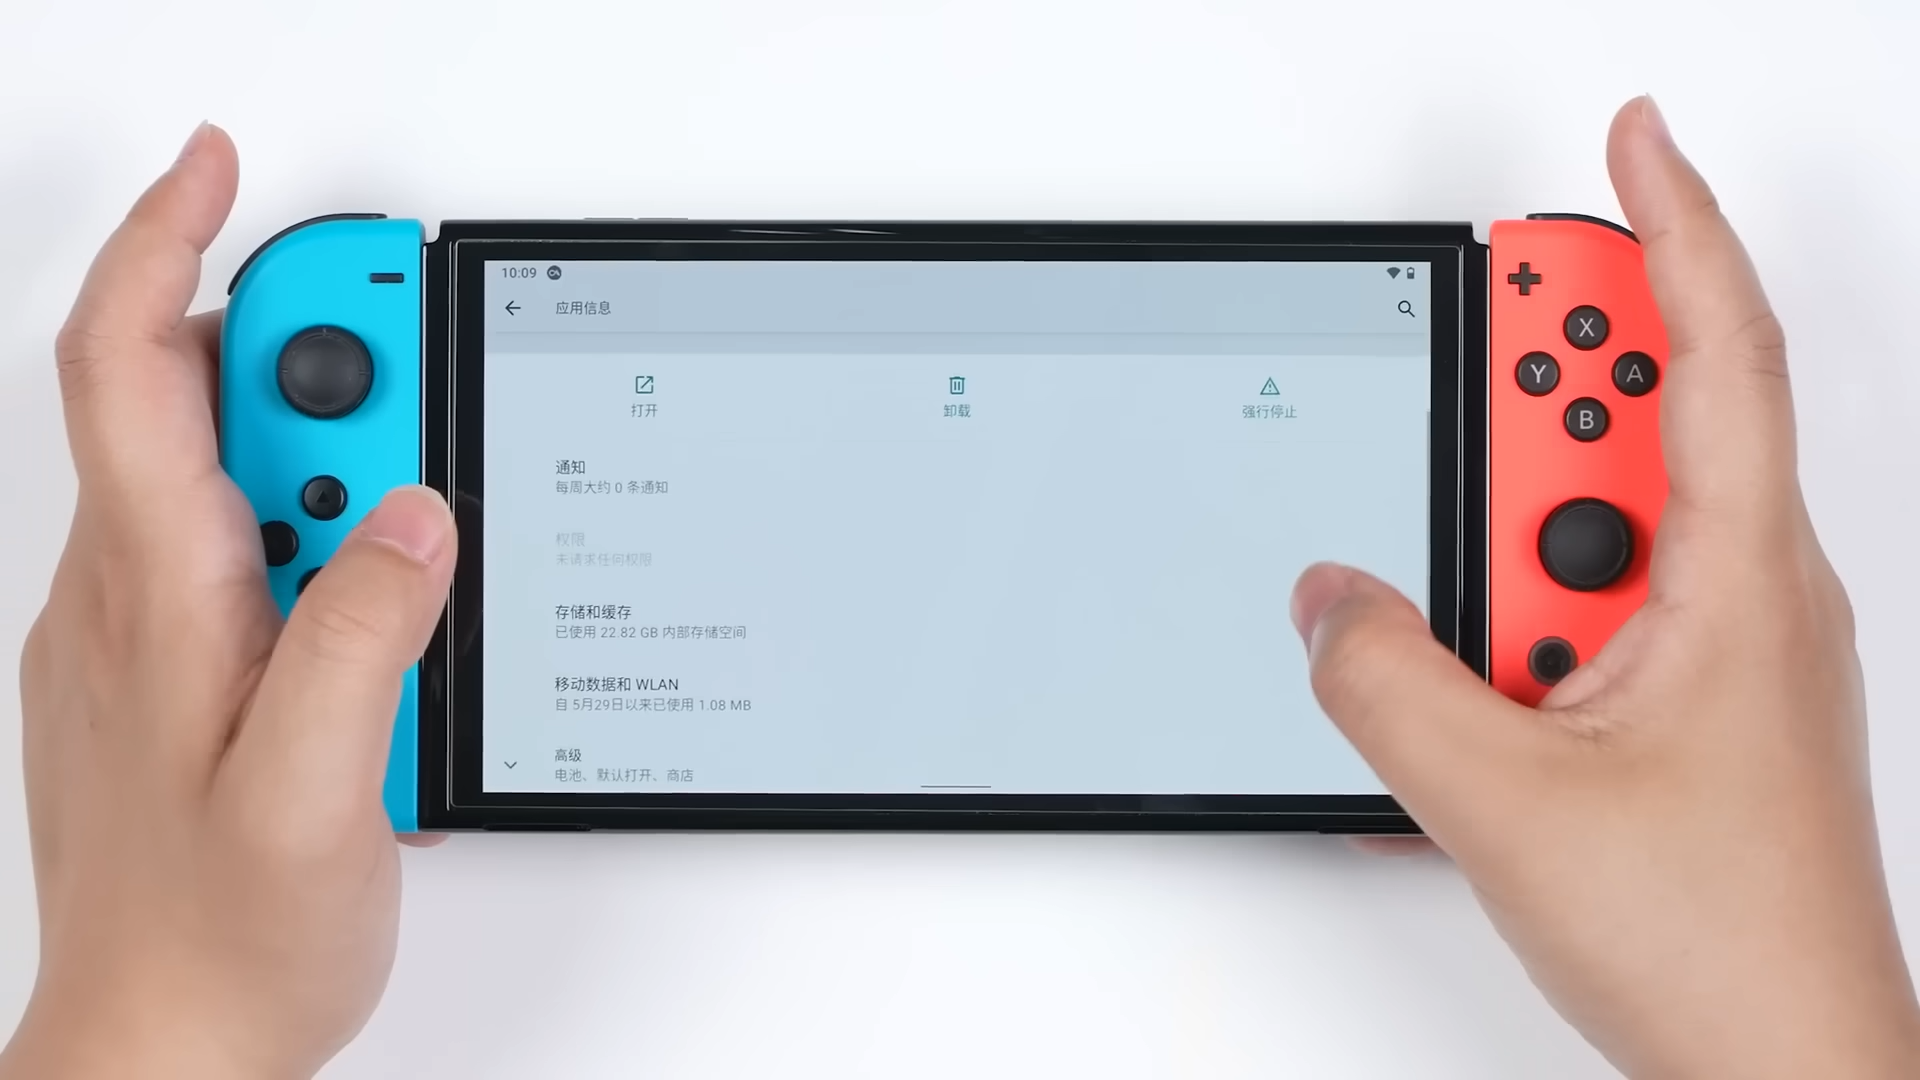 10:09
应用信息
打开
卸载
强行停止
通知
每周大约 0 条通知
权限
未请求任何权限
存储和缓存
已使用 22.82 GB 内部存储空间
移动数据和 WLAN
自 5月29日以来已使用 1.08 MB
高级
电池、默认打开、商店
X
Y
A
B